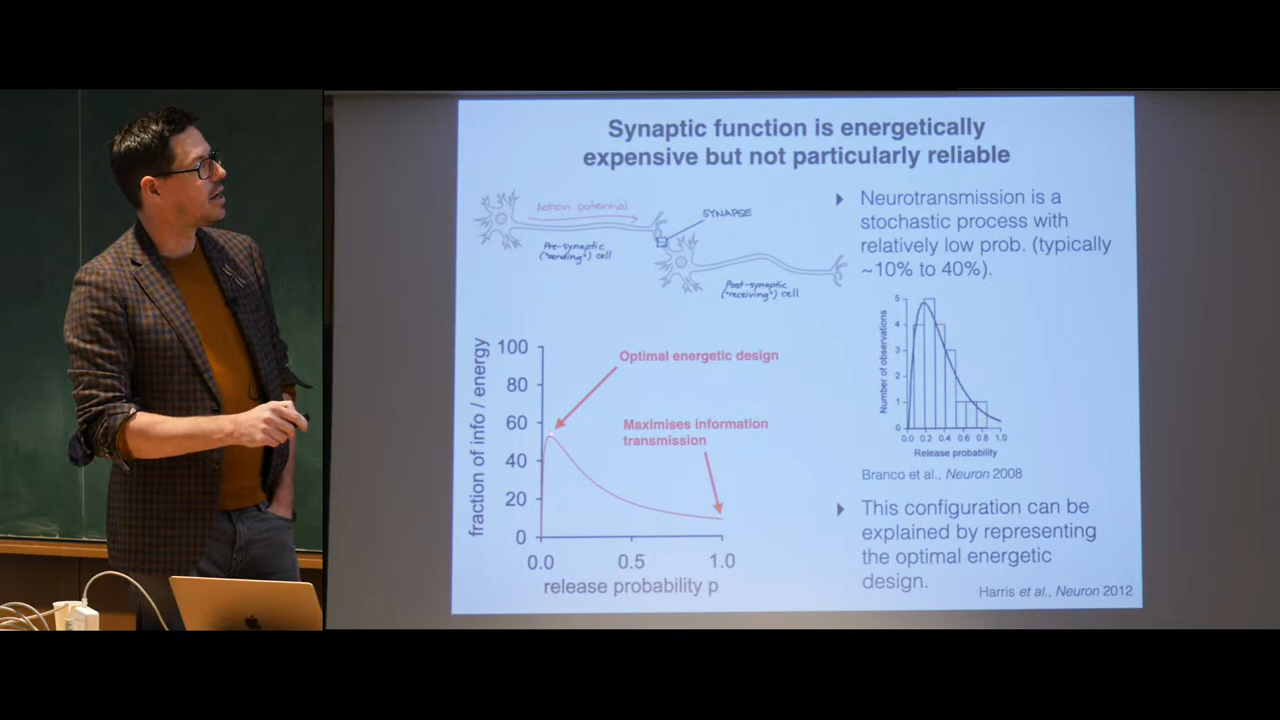 Synaptic function is energetically
expensive but not particularly reliable
Action potential
SYNAPSE
Pre-synaptic
("sending") cell
Post-synaptic
("receiving") cell
Neurotransmission is a
stochastic process with
relatively low prob. (typically
~10% to 40%).
5
4
3
2
1
0
Number of observations
0.0 0.2 0.4 0.6 0.8 1.0
Release probability
Branco et al., Neuron 2008
fraction of info / energy
100
80
60
40
20
0
0.0 0.5 1.0
release probability p
Optimal energetic design
Maximises information
transmission
This configuration can be
explained by representing
the optimal energetic
design.
Harris et al., Neuron 2012